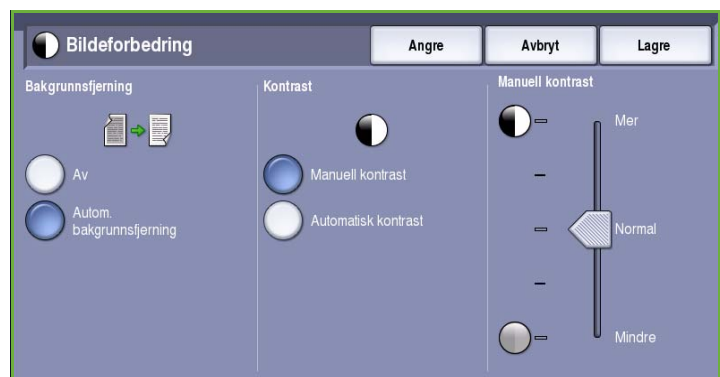 Bildeforbedring
Angre
Avbryt
Lagre
Bakgrunnsfjerning
Av
Autom.
bakgrunnsfjerning
Kontrast
Manuell kontrast
Automatisk kontrast
Manuell kontrast
Mer
Normal
Mindre